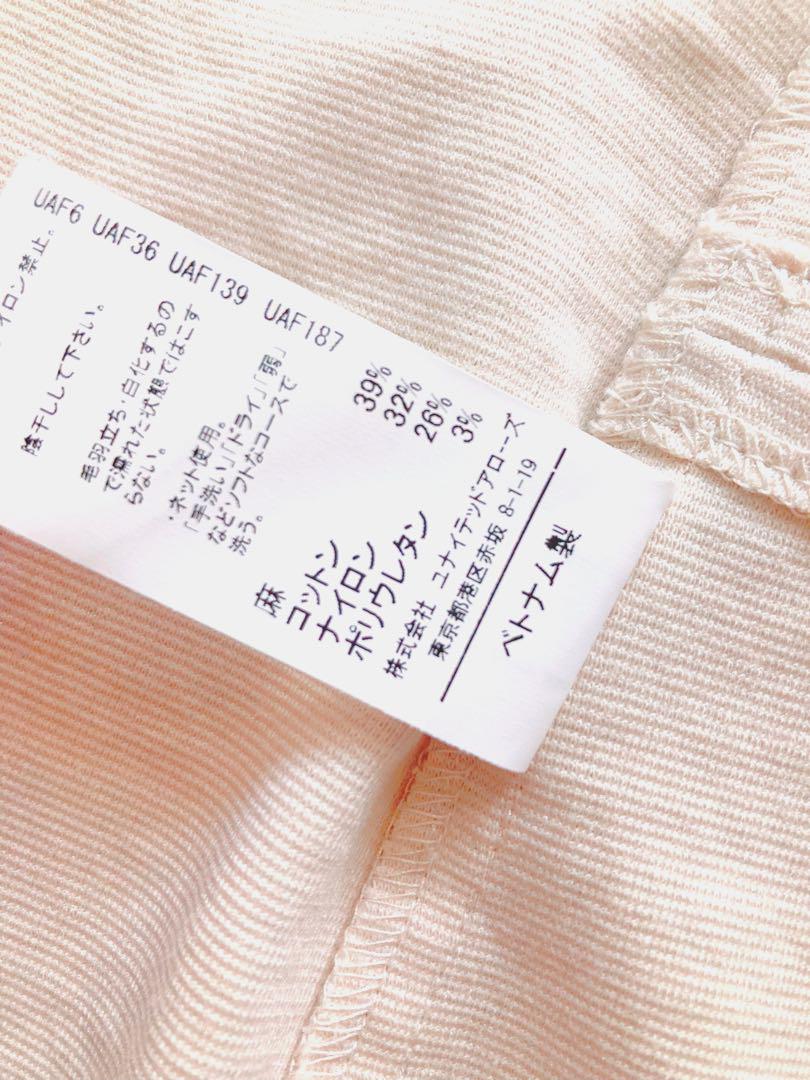 UAF6 UAF36 UAF139 UAF187
イロン禁止。
陰干しして下さい。
毛羽立ち・白化するの
で濡れた状態ではこす
らない。
・ネット使用。
「手洗い」「ドライ」「弱」
などソフトなコースで
洗う。
麻 39%
コットン 32%
ナイロン 26%
ポリウレタン 3%
株式会社 ユナイテッドアローズ
東京都港区赤坂 8-1-19
ベトナム製